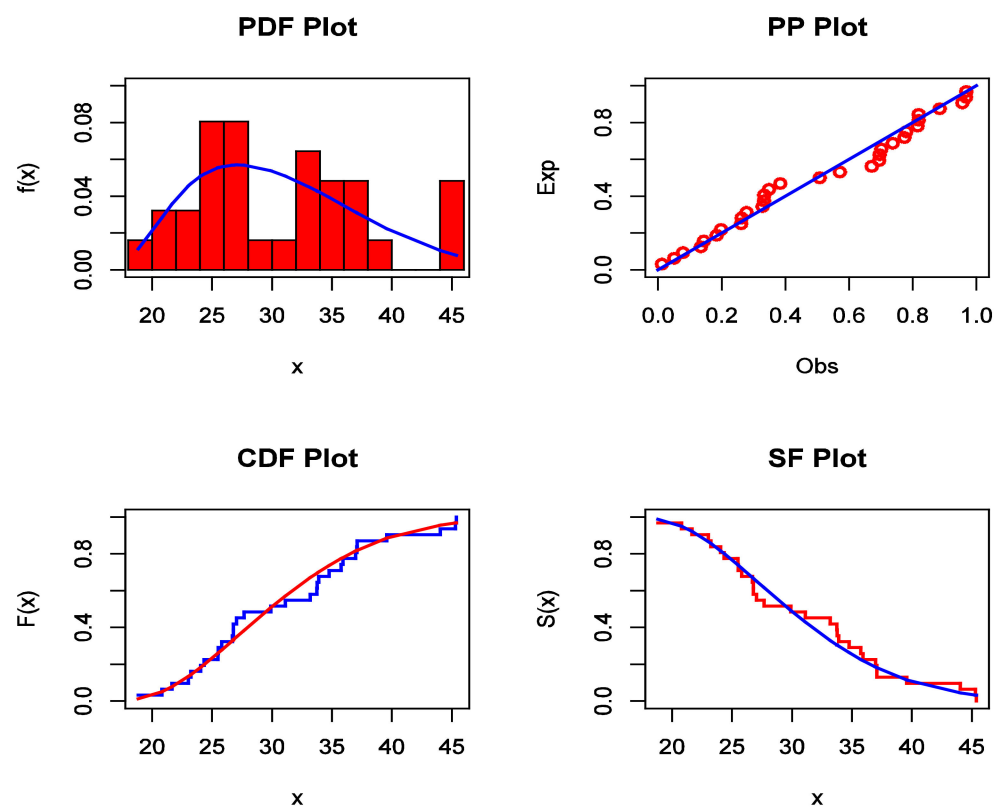 PDF Plot
f(x)
0.00 0.04 0.08
20 25 30 35 40 45
x
PP Plot
Exp
0.0 0.4 0.8
0.0 0.2 0.4 0.6 0.8 1.0
Obs
CDF Plot
F(x)
0.0 0.4 0.8
20 25 30 35 40 45
x
SF Plot
S(x)
0.0 0.4 0.8
20 25 30 35 40 45
x